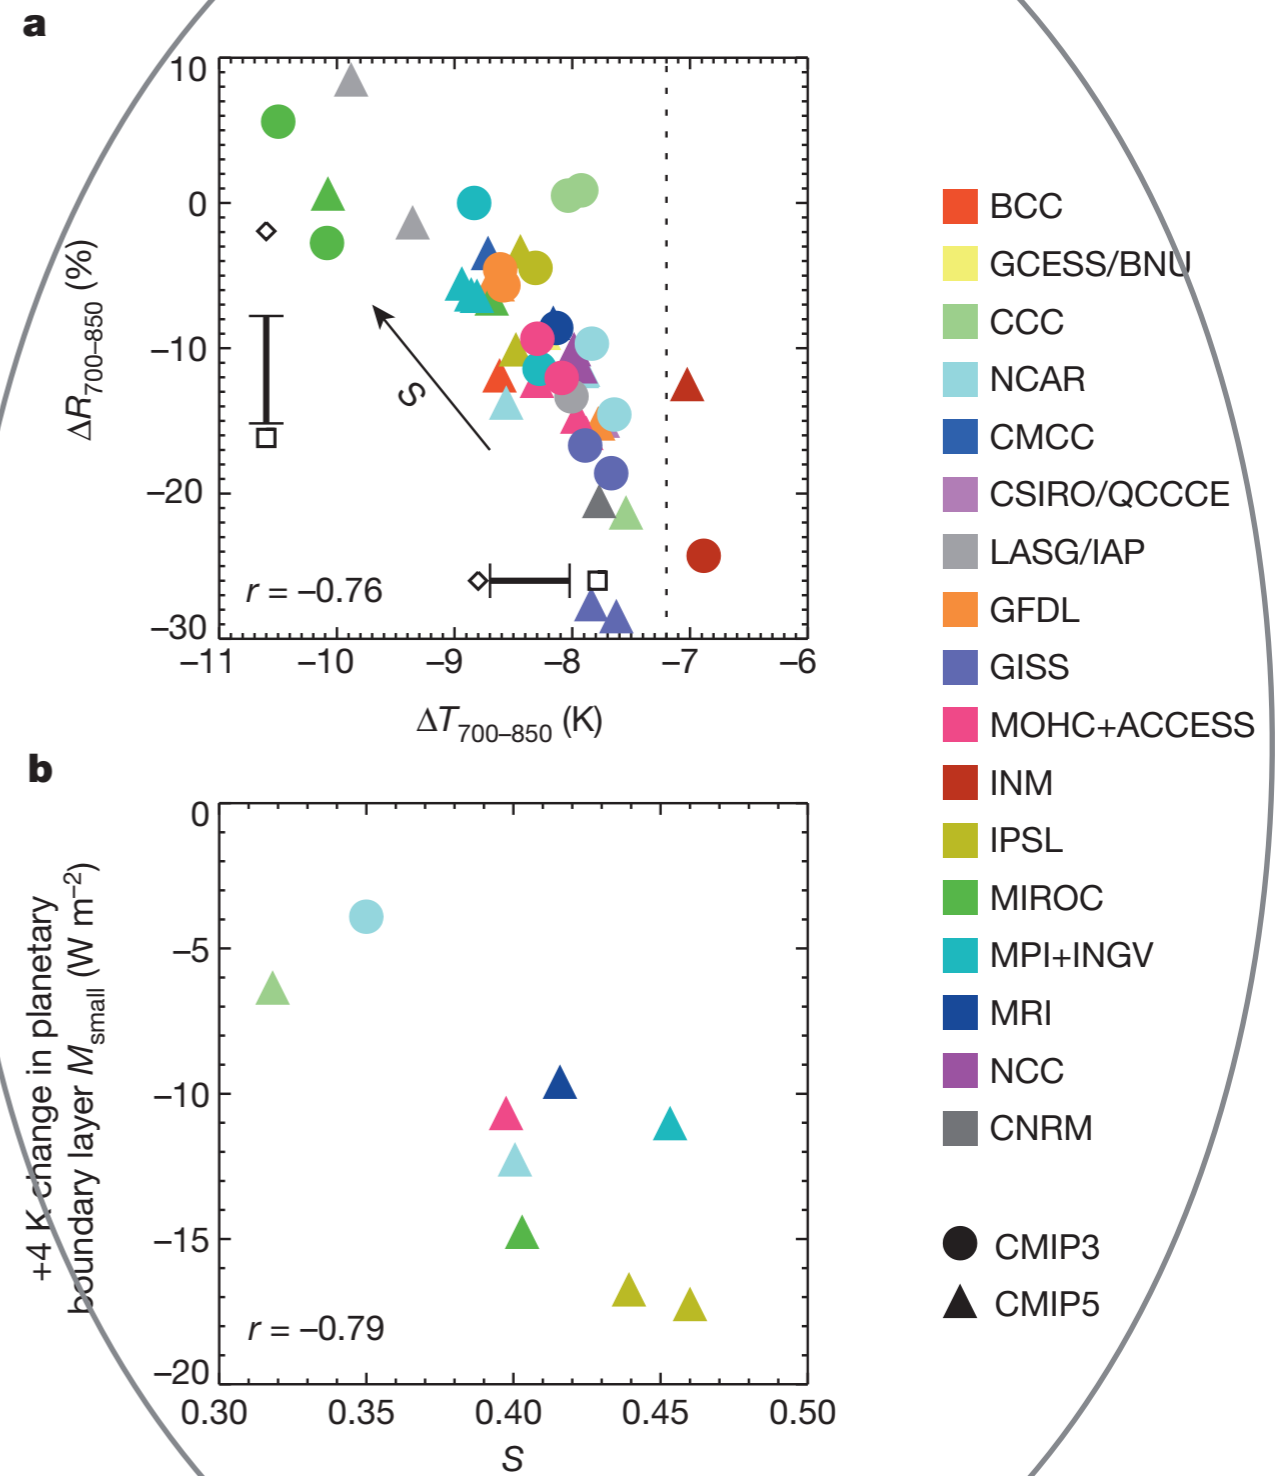 a
10
0
−10
−20
−30
ΔR700–850 (%)
S
r = −0.76
−11 −10 −9 −8 −7 −6
ΔT700–850 (K)
b
0
−5
−10
−15
−20
+4 K change in planetary
boundary layer Msmall (W m−2)
r = −0.79
0.30 0.35 0.40 0.45 0.50
S
BCC
GCESS/BNU
CCC
NCAR
CMCC
CSIRO/QCCCE
LASG/IAP
GFDL
GISS
MOHC+ACCESS
INM
IPSL
MIROC
MPI+INGV
MRI
NCC
CNRM
CMIP3
CMIP5